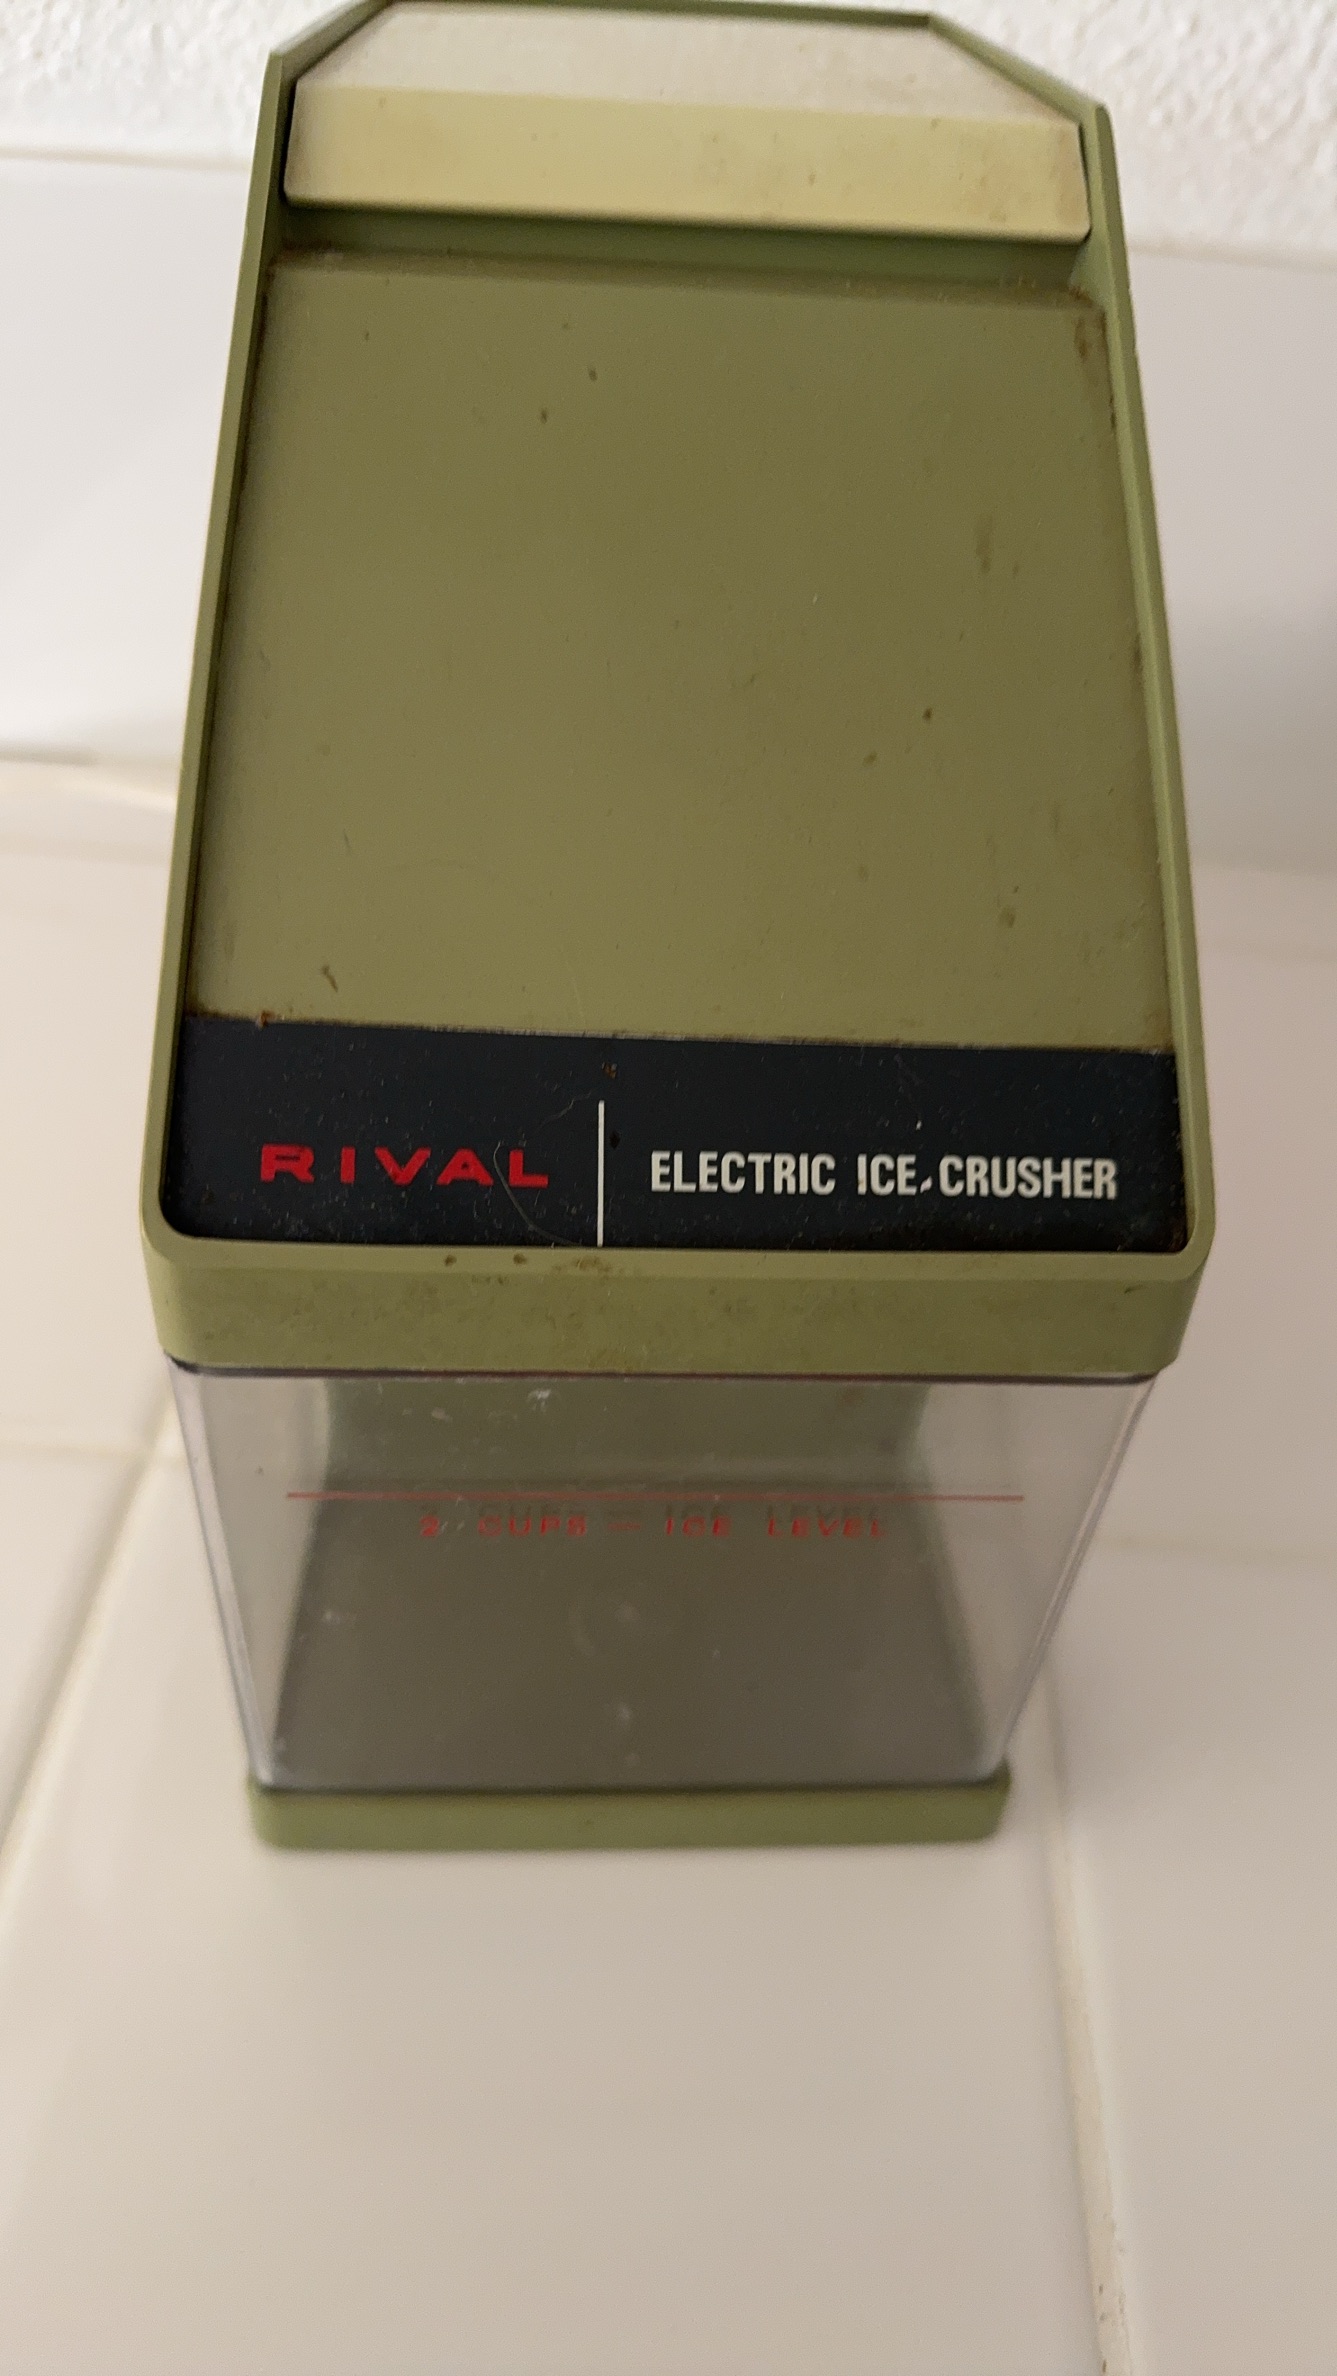 RIVAL | ELECTRIC ICE CRUSHER
2 CUPS — ICE LEVEL